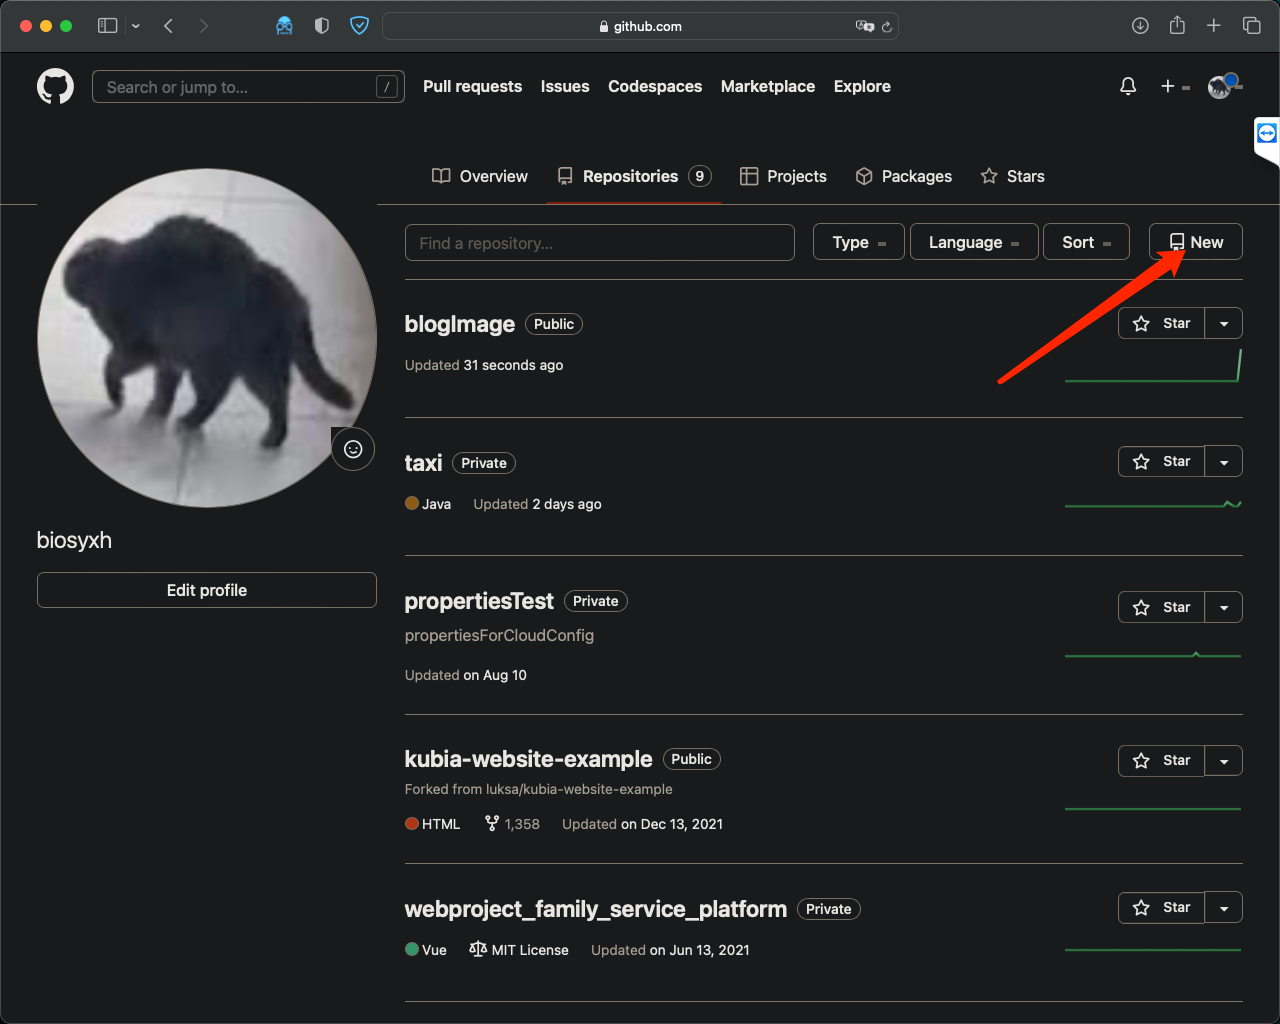 github.com
Search or jump to... /
Pull requests Issues Codespaces Marketplace Explore
Overview Repositories 9 Projects Packages Stars
Find a repository... Type Language Sort New
blogImage Public Star
Updated 31 seconds ago
taxi Private Star
Java Updated 2 days ago
biosyxh
Edit profile
propertiesTest Private Star
propertiesForCloudConfig
Updated on Aug 10
kubia-website-example Public Star
Forked from luksa/kubia-website-example
HTML 1,358 Updated on Dec 13, 2021
webproject_family_service_platform Private Star
Vue MIT License Updated on Jun 13, 2021